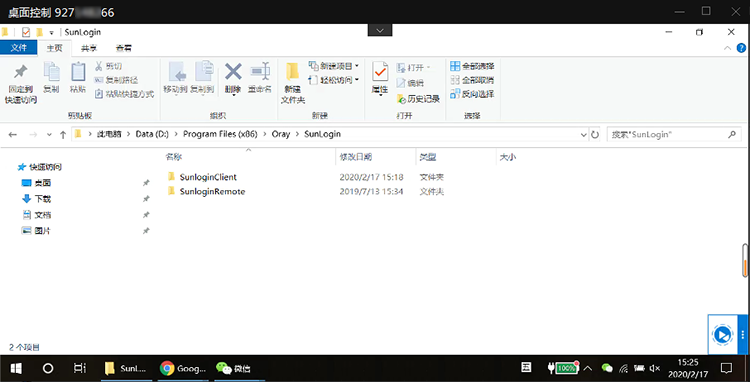 桌面控制 927 66
SunLogin
文件 主页 共享 查看
固定到快速访问
复制
粘贴
剪切
复制路径
粘贴快捷方式
剪贴板
移动到
复制到
删除
重命名
组织
新建文件夹
新建项目
轻松访问
新建
属性
打开
编辑
历史记录
打开
全部选择
全部取消
反向选择
选择
此电脑 > Data (D:) > Program Files (x86) > Oray > SunLogin
搜索"SunLogin"
快速访问
桌面
下载
文档
图片
名称 修改日期 类型 大小
SunloginClient 2020/2/17 15:18 文件夹
SunloginRemote 2019/7/13 15:34 文件夹
2 个项目
SunL...
Goog...
微信
100%
15:25
2020/2/17